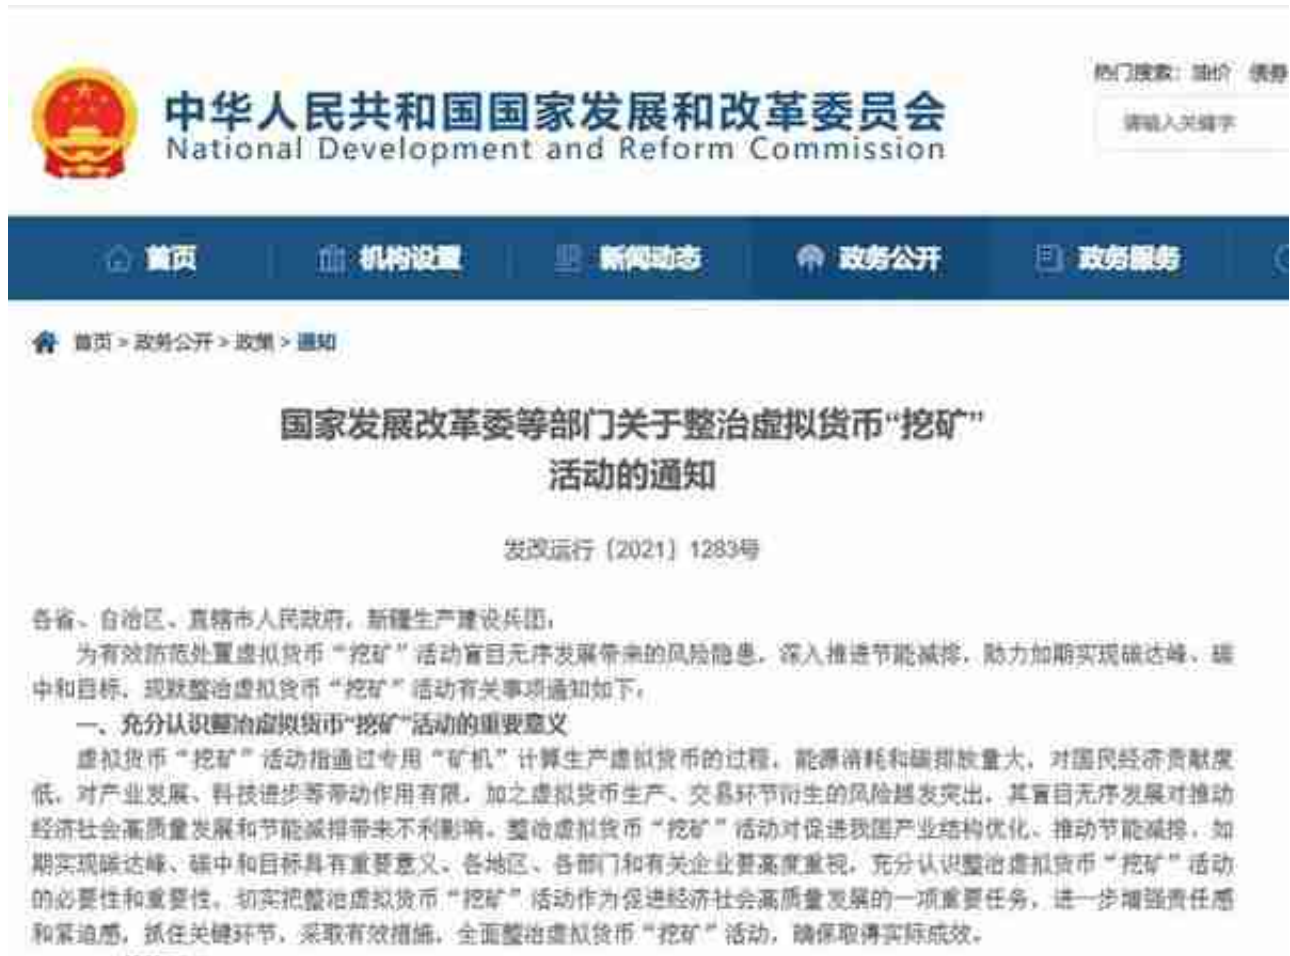 热门搜索：油价 债券
中华人民共和国国家发展和改革委员会
National Development and Reform Commission
请输入关键字
首页 机构设置 新闻动态 政务公开 政务服务
首页 > 政务公开 > 政策 > 通知
国家发展改革委等部门关于整治虚拟货币“挖矿”
活动的通知
发改运行〔2021〕1283号
各省、自治区、直辖市人民政府，新疆生产建设兵团：
为有效防范处置虚拟货币“挖矿”活动盲目无序发展带来的风险隐患，深入推进节能减排，助力如期实现碳达峰、碳
中和目标，现就整治虚拟货币“挖矿”活动有关事项通知如下：
一、充分认识整治虚拟货币“挖矿”活动的重要意义
虚拟货币“挖矿”活动指通过专用“矿机”计算生产虚拟货币的过程，能源消耗和碳排放量大，对国民经济贡献度
低，对产业发展、科技进步等带动作用有限，加之虚拟货币生产、交易环节衍生的风险越发突出，其盲目无序发展对推动
经济社会高质量发展和节能减排带来不利影响。整治虚拟货币“挖矿”活动对促进我国产业结构优化、推动节能减排、如
期实现碳达峰、碳中和目标具有重要意义。各地区、各部门和有关企业要高度重视，充分认识整治虚拟货币“挖矿”活动
的必要性和重要性，切实把整治虚拟货币“挖矿”活动作为促进经济社会高质量发展的一项重要任务，进一步增强责任感
和紧迫感，抓住关键环节，采取有效措施，全面整治虚拟货币“挖矿”活动，确保取得实际成效。